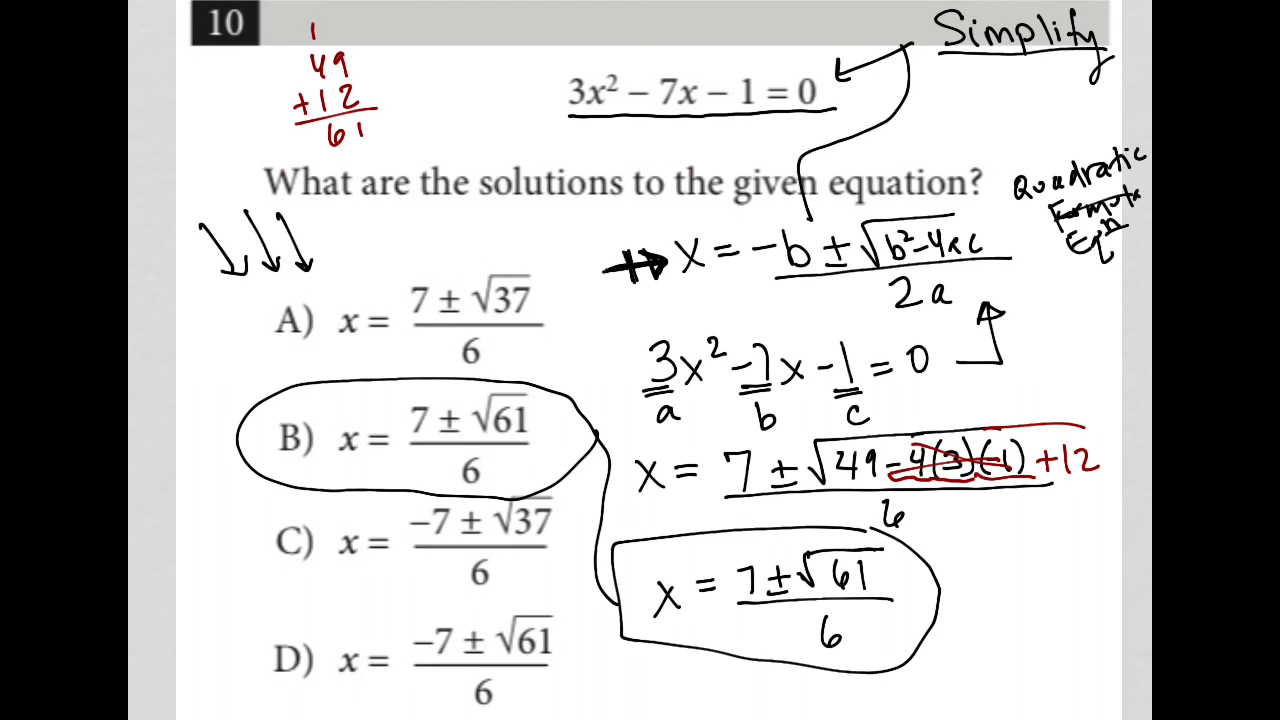 10
Simplify
1
49
+12
61
3x² − 7x − 1 = 0
What are the solutions to the given equation?
Quadratic
Formula
Eqⁿ
x = −b ± √b²−4ac
2a
A) x = 7 ± √37
6
3x² −7x −1 = 0
a b c
B) x = 7 ± √61
6
x = 7 ± √49 − 4(3)(−1) +12
6
C) x = −7 ± √37
6
x = 7 ± √61
6
D) x = −7 ± √61
6